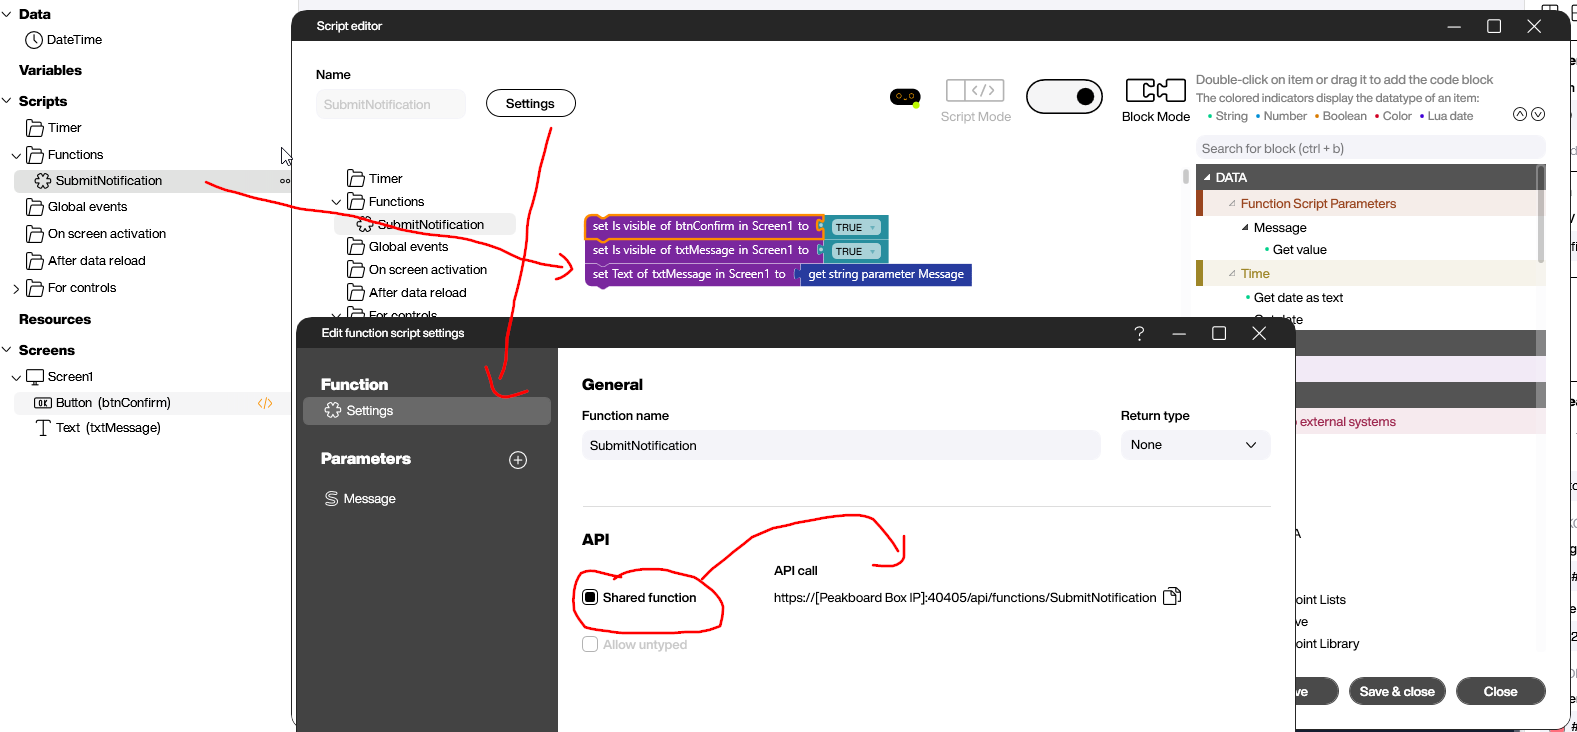 Data
DateTime
Variables
Scripts
Timer
Functions
SubmitNotification
Global events
On screen activation
After data reload
For controls
Resources
Screens
Screen1
OK Button (btnConfirm)
Text (txtMessage)
Script editor
Name
SubmitNotification
Settings
Script Mode
Block Mode
Timer
Functions
SubmitNotification
Global events
On screen activation
After data reload
For controls
set Is visible of btnConfirm in Screen1 to TRUE
set Is visible of txtMessage in Screen1 to TRUE
set Text of txtMessage in Screen1 to get string parameter Message
Double-click on item or drag it to add the code block
The colored indicators display the datatype of an item:
String Number Boolean Color Lua date
Search for block (ctrl + b)
DATA
Function Script Parameters
Message
Get value
Time
Get date as text
external systems
oint Lists
ve
oint Library
ve
Save & close
Close
Edit function script settings
Function
Settings
Parameters
Message
General
Function name
SubmitNotification
Return type
None
API
Shared function
API call
https://[Peakboard Box IP]:40405/api/functions/SubmitNotification
Allow untyped